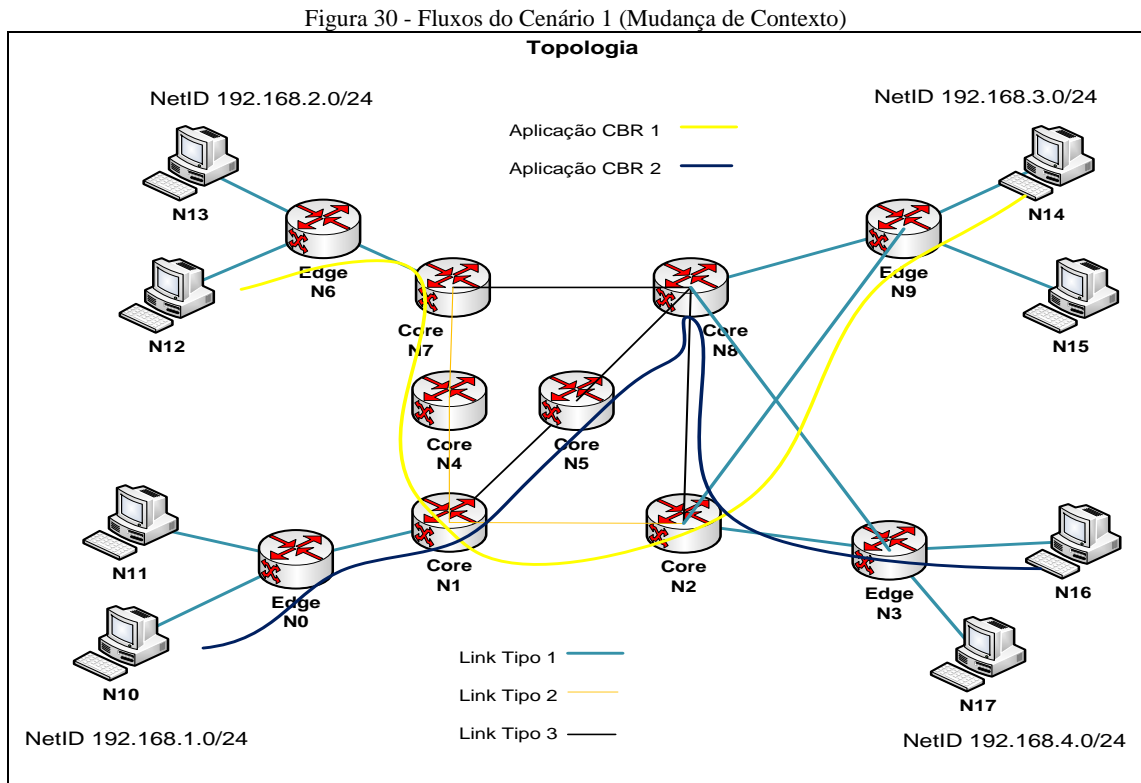 Figura 30 - Fluxos do Cenário 1 (Mudança de Contexto)
Topologia
NetID 192.168.2.0/24
NetID 192.168.3.0/24
Aplicação CBR 1
Aplicação CBR 2
N13
N14
Edge
N6
Edge
N9
N12
Core
N7
Core
N8
N15
Core
N4
Core
N5
N11
Edge
N0
Core
N1
Core
N2
Edge
N3
N16
N10
Link Tipo 1
Link Tipo 2
Link Tipo 3
N17
NetID 192.168.1.0/24
NetID 192.168.4.0/24